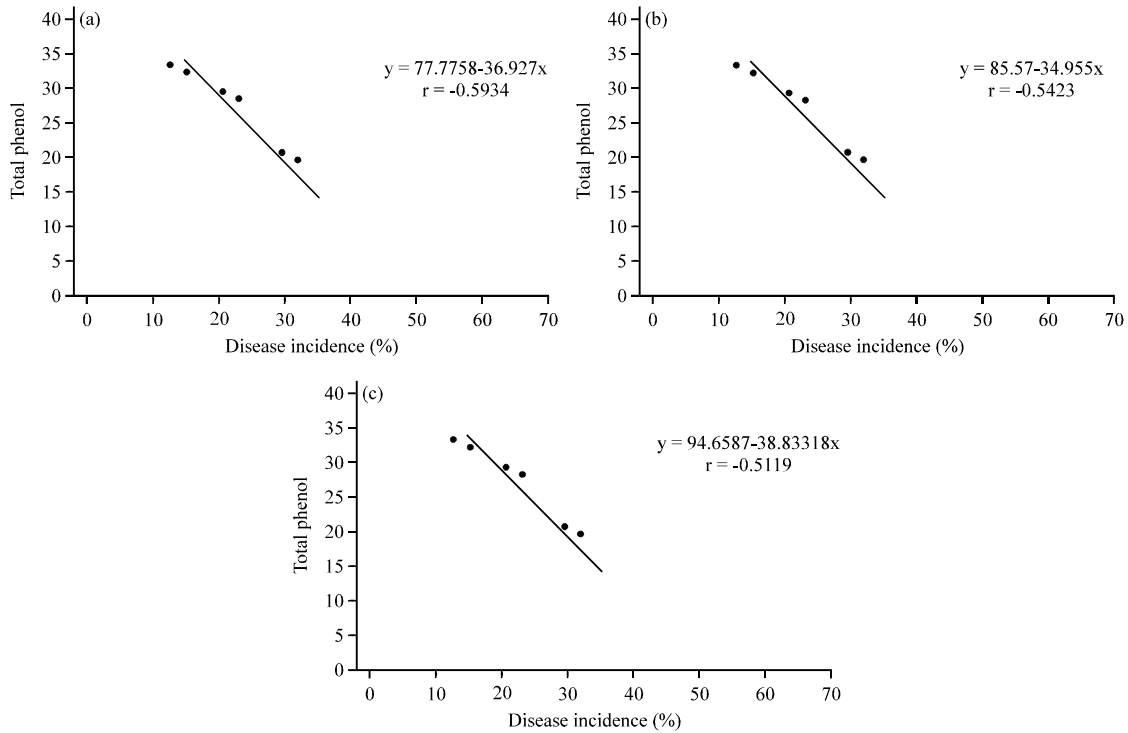 (a)
y = 77.7758-36.927x
r = -0.5934
Total phenol
40
35
30
25
20
15
10
5
0
0 10 20 30 40 50 60 70
Disease incidence (%)
(b)
y = 85.57-34.955x
r = -0.5423
Total phenol
40
35
30
25
20
15
10
5
0
0 10 20 30 40 50 60 70
Disease incidence (%)
(c)
y = 94.6587-38.83318x
r = -0.5119
Total phenol
40
35
30
25
20
15
10
5
0
0 10 20 30 40 50 60 70
Disease incidence (%)